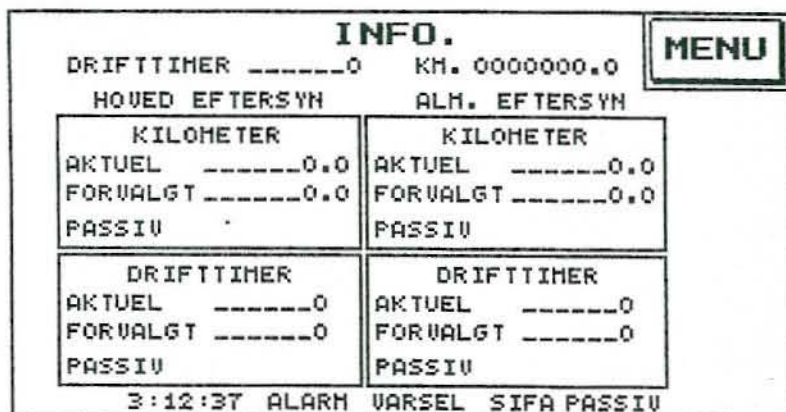 INFO.
MENU
DRIFTTIMER ______0 KM. 0000000.0
HOVED EFTERSYN ALM. EFTERSYN
KILOMETER KILOMETER
AKTUEL ______0.0 AKTUEL ______0.0
FORVALGT ______0.0 FORVALGT ______0.0
PASSIV PASSIV
DRIFTTIMER DRIFTTIMER
AKTUEL ______0 AKTUEL ______0
FORVALGT ______0 FORVALGT ______0
PASSIV PASSIV
3:12:37 ALARM VARSEL SIFA PASSIV